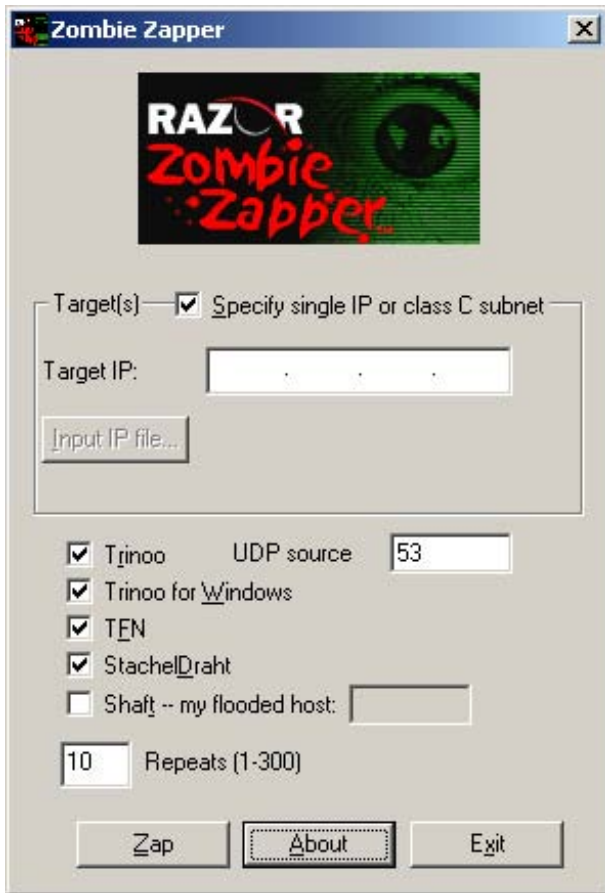 Zombie Zapper
RAZOR
Zombie
Zapper
Target(s) Specify single IP or class C subnet
Target IP: . . .
Input IP file...
Trinoo UDP source 53
Trinoo for Windows
TFN
StachelDraht
Shaft -- my flooded host:
10 Repeats (1-300)
Zap About Exit